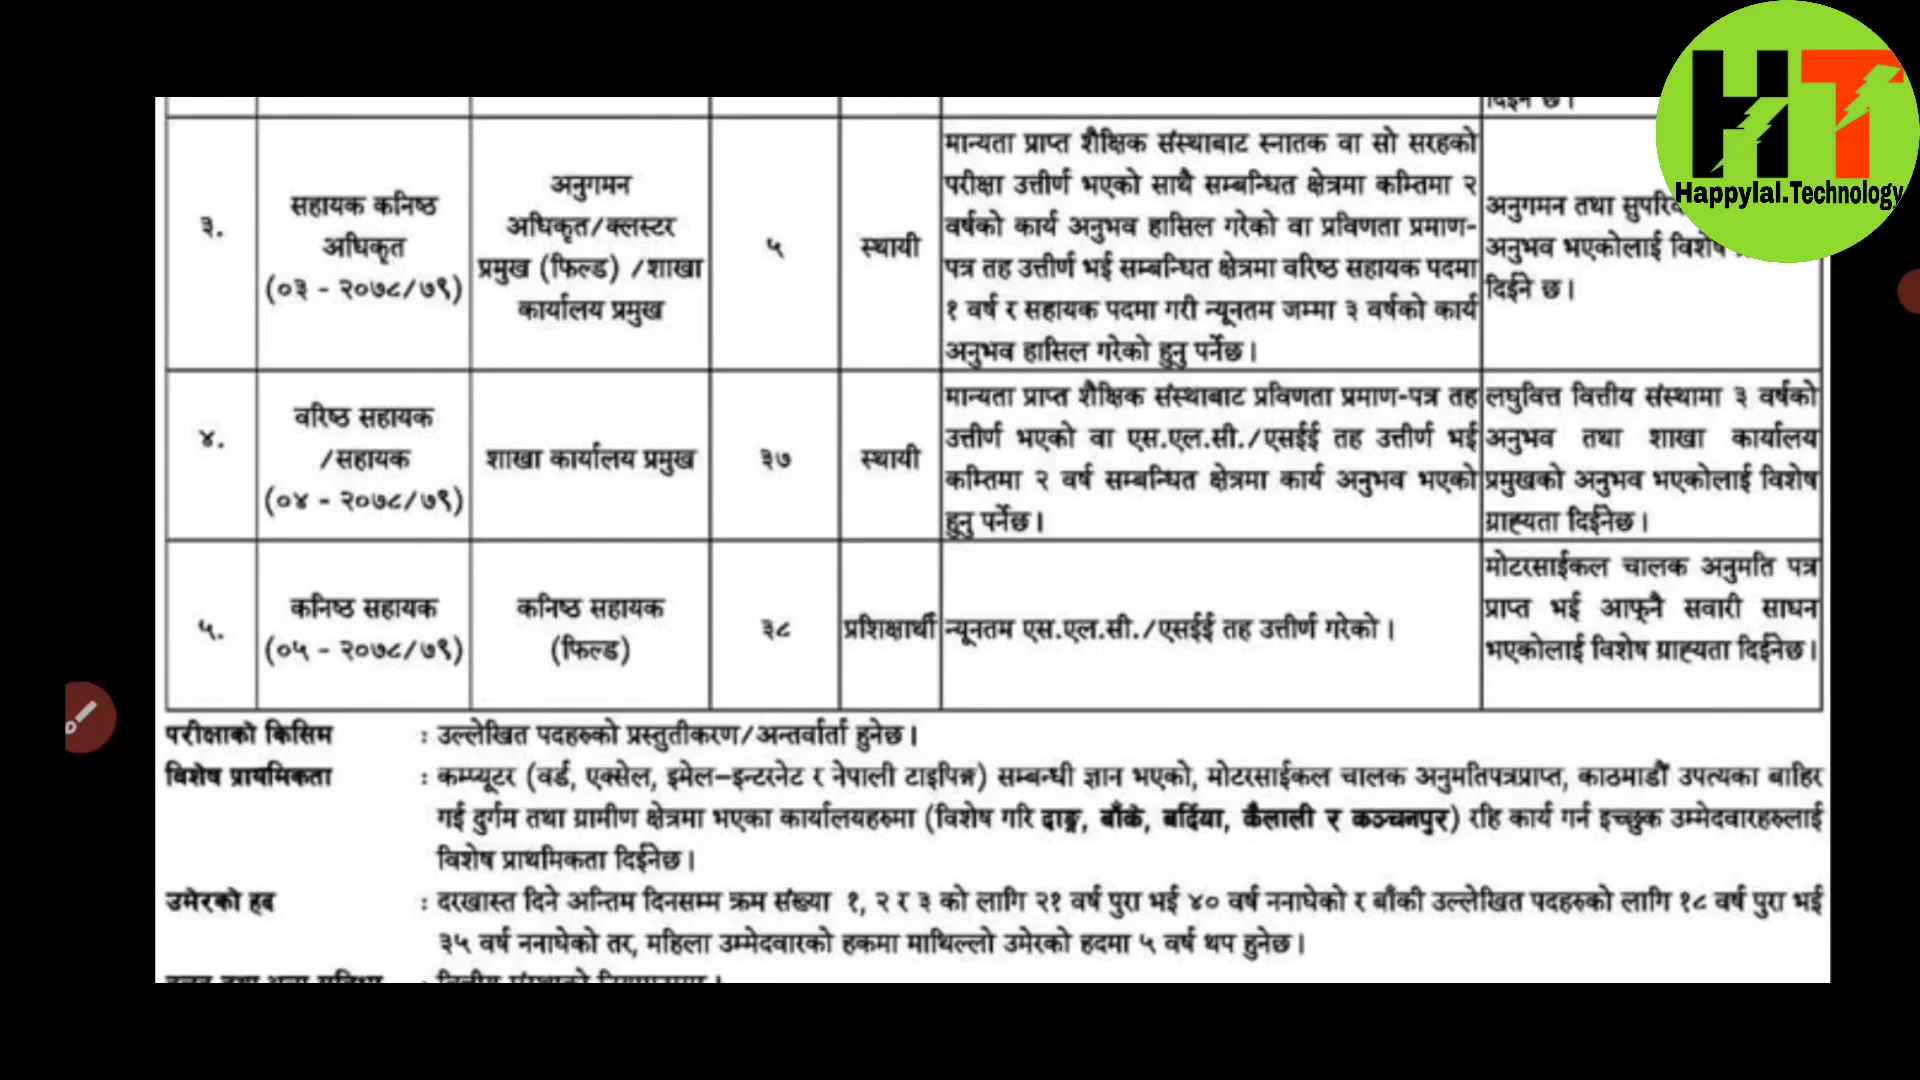 दिईने छ।
३.
सहायक कनिष्ठ
अधिकृत
(०३ - २०७८/७९)
अनुगमन
अधिकृत/क्लस्टर
प्रमुख (फिल्ड) /शाखा
कार्यालय प्रमुख
५
स्थायी
मान्यता प्राप्त शैक्षिक संस्थाबाट स्नातक वा सो सरहको
परीक्षा उत्तीर्ण भएको साथै सम्बन्धित क्षेत्रमा कम्तिमा २
वर्षको कार्य अनुभव हासिल गरेको वा प्रविणता प्रमाण-
पत्र तह उत्तीर्ण भई सम्बन्धित क्षेत्रमा वरिष्ठ सहायक पदमा
१ वर्ष र सहायक पदमा गरी न्यूनतम जम्मा ३ वर्षको कार्य
अनुभव हासिल गरेको हुनु पर्नेछ।
अनुगमन तथा
अनुभव भएकोलाई विशेष
दिईने छ।
४.
वरिष्ठ सहायक
/सहायक
(०४ - २०७८/७९)
शाखा कार्यालय प्रमुख
३७
स्थायी
मान्यता प्राप्त शैक्षिक संस्थाबाट प्रविणता प्रमाण-पत्र तह
उत्तीर्ण भएको वा एस.एल.सी./एसईई तह उत्तीर्ण भई
कम्तिमा २ वर्ष सम्बन्धित क्षेत्रमा कार्य अनुभव भएको
हुनु पर्नेछ।
लघुवित्त वित्तीय संस्थामा ३ वर्षको
अनुभव तथा शाखा कार्यालय
प्रमुखको अनुभव भएकोलाई विशेष
ग्राह्यता दिईनेछ।
५.
कनिष्ठ सहायक
(०५ - २०७८/७९)
कनिष्ठ सहायक
(फिल्ड)
३८
प्रशिक्षार्थी
न्यूनतम एस.एल.सी./एसईई तह उत्तीर्ण गरेको।
मोटरसाईकल चालक अनुमति पत्र
प्राप्त भई आफ्नै सवारी साधन
भएकोलाई विशेष ग्राह्यता दिईनेछ।
परीक्षाको किसिम : उल्लेखित पदहरुको प्रस्तुतीकरण/अन्तर्वार्ता हुनेछ।
विशेष प्राथमिकता : कम्प्यूटर (वर्ड, एक्सेल, इमेल-इन्टरनेट र नेपाली टाइपिङ्ग) सम्बन्धी ज्ञान भएको, मोटरसाईकल चालक अनुमतिपत्रप्राप्त, काठमाडौं उपत्यका बाहिर
गई दुर्गम तथा ग्रामीण क्षेत्रमा भएका कार्यालयहरुमा (विशेष गरि दाङ्ग, बाँके, बर्दिया, कैलाली र कञ्चनपुर) रहि कार्य गर्न इच्छुक उम्मेदवारहरुलाई
विशेष प्राथमिकता दिईनेछ।
उमेरको हद : दरखास्त दिने अन्तिम दिनसम्म क्रम संख्या १, २ र ३ को लागि २१ वर्ष पुरा भई ४० वर्ष ननाघेको र बाँकी उल्लेखित पदहरुको लागि १८ वर्ष पुरा भई
३५ वर्ष ननाघेको तर, महिला उम्मेदवारको हकमा माथिल्लो उमेरको हदमा ५ वर्ष थप हुनेछ।
HT
Happylal.Technology